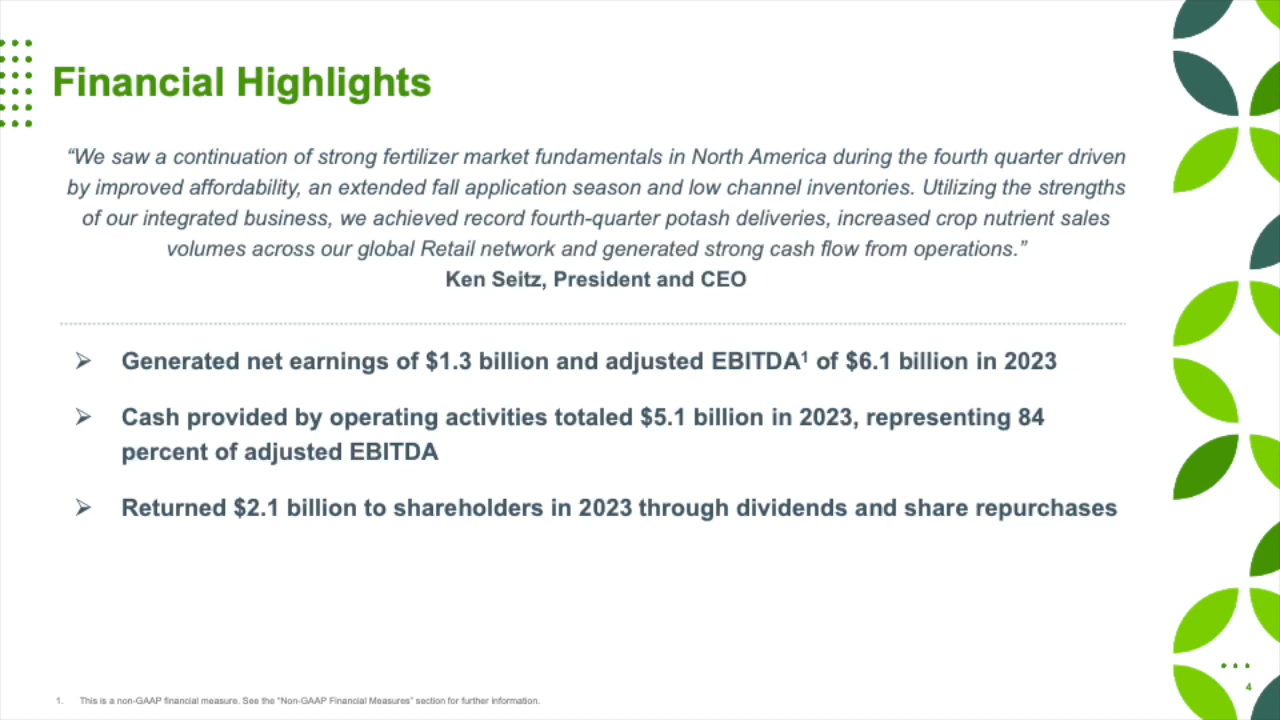 Financial Highlights
“We saw a continuation of strong fertilizer market fundamentals in North America during the fourth quarter driven
by improved affordability, an extended fall application season and low channel inventories. Utilizing the strengths
of our integrated business, we achieved record fourth-quarter potash deliveries, increased crop nutrient sales
volumes across our global Retail network and generated strong cash flow from operations.”
Ken Seitz, President and CEO
➢ Generated net earnings of $1.3 billion and adjusted EBITDA¹ of $6.1 billion in 2023
➢ Cash provided by operating activities totaled $5.1 billion in 2023, representing 84
percent of adjusted EBITDA
➢ Returned $2.1 billion to shareholders in 2023 through dividends and share repurchases
4
1. This is a non-GAAP financial measure. See the "Non-GAAP Financial Measures" section for further information.